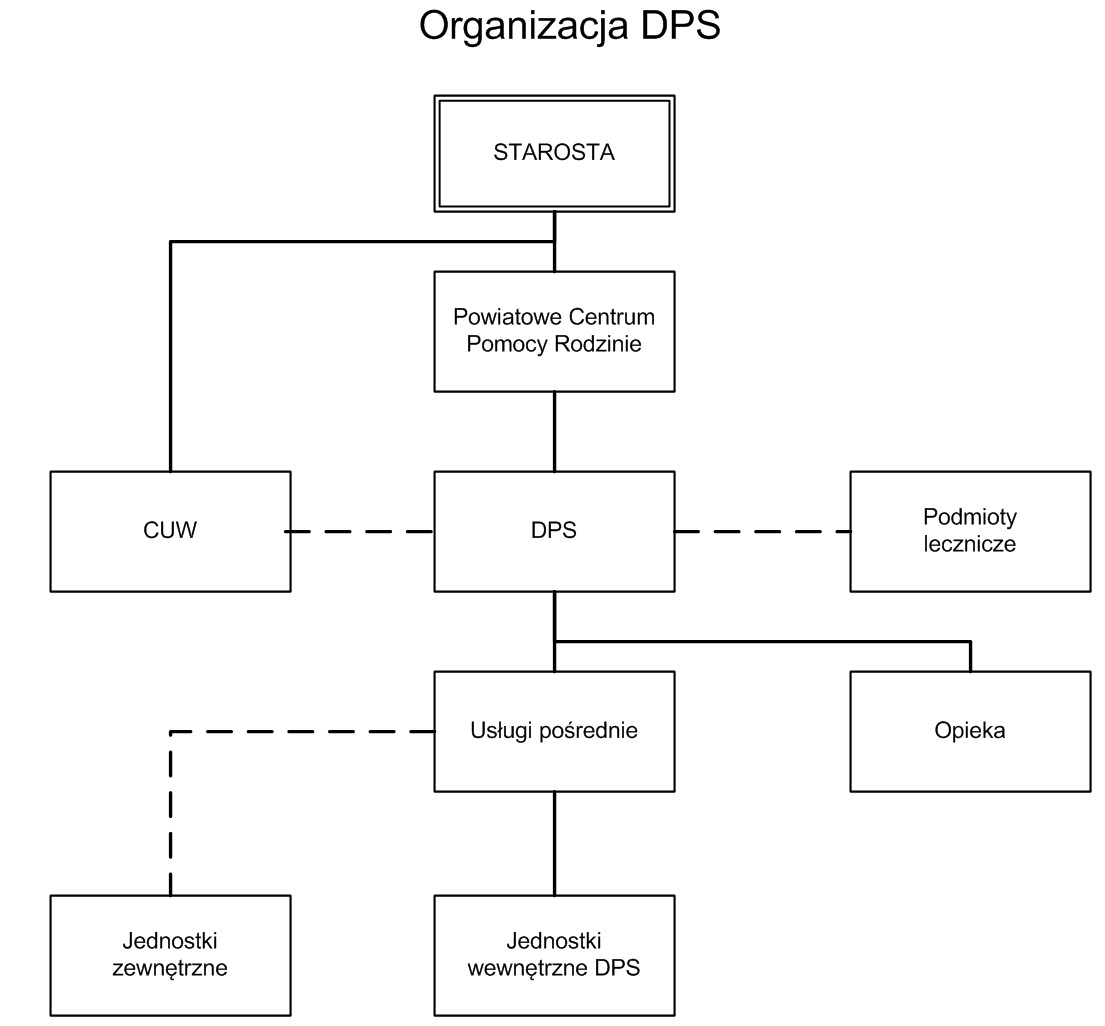 Organizacja DPS
STAROSTA
Powiatowe Centrum
Pomocy Rodzinie
CUW
DPS
Podmioty
lecznicze
Usługi pośrednie
Opieka
Jednostki
zewnętrzne
Jednostki
wewnętrzne DPS